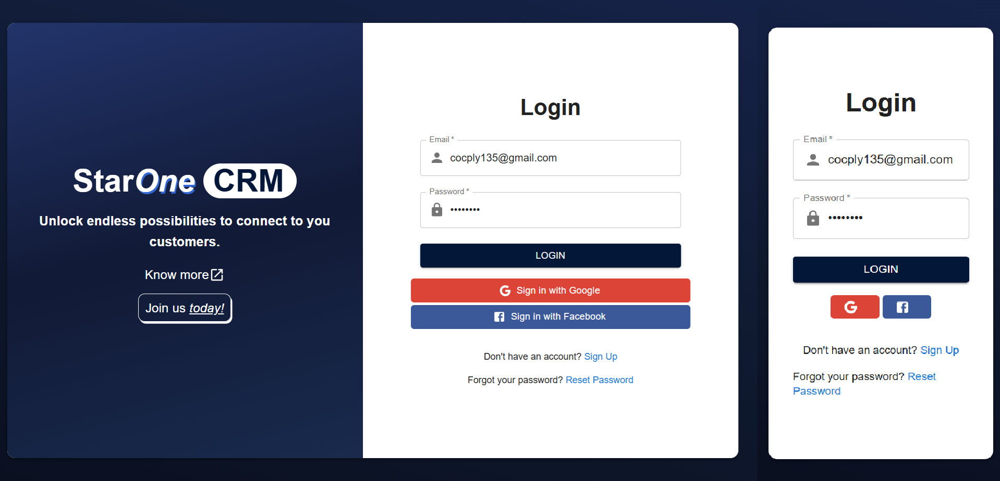 StarOne CRM
Unlock endless possibilities to connect to you
customers.
Know more
Join us today!
Login
Email *
cocply135@gmail.com
Password *
••••••••
LOGIN
Sign in with Google
Sign in with Facebook
Don't have an account? Sign Up
Forgot your password? Reset Password
Login
Email *
cocply135@gmail.com
Password *
••••••••
LOGIN
Don't have an account? Sign Up
Forgot your password? Reset
Password